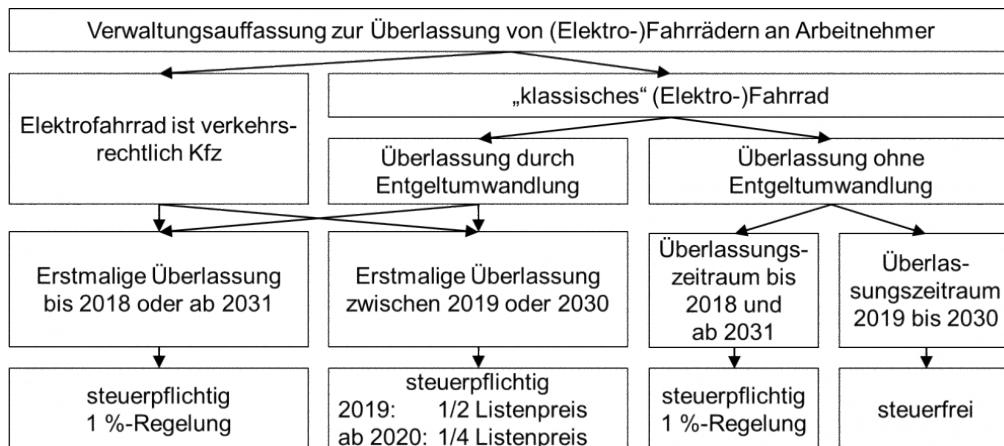 Verwaltungsauffassung zur Überlassung von (Elektro-)Fahrrädern an Arbeitnehmer
Elektrofahrrad ist verkehrs-
rechtlich Kfz
„klassisches“ (Elektro-)Fahrrad
Überlassung durch
Entgeltumwandlung
Überlassung ohne
Entgeltumwandlung
Erstmalige Überlassung
bis 2018 oder ab 2031
Erstmalige Überlassung
zwischen 2019 oder 2030
Überlassungs-
zeitraum bis
2018 und
ab 2031
Überlas-
sungszeitraum
2019 bis 2030
steuerpflichtig
1 %-Regelung
steuerpflichtig
2019: 1/2 Listenpreis
ab 2020: 1/4 Listenpreis
steuerpflichtig
1 %-Regelung
steuerfrei